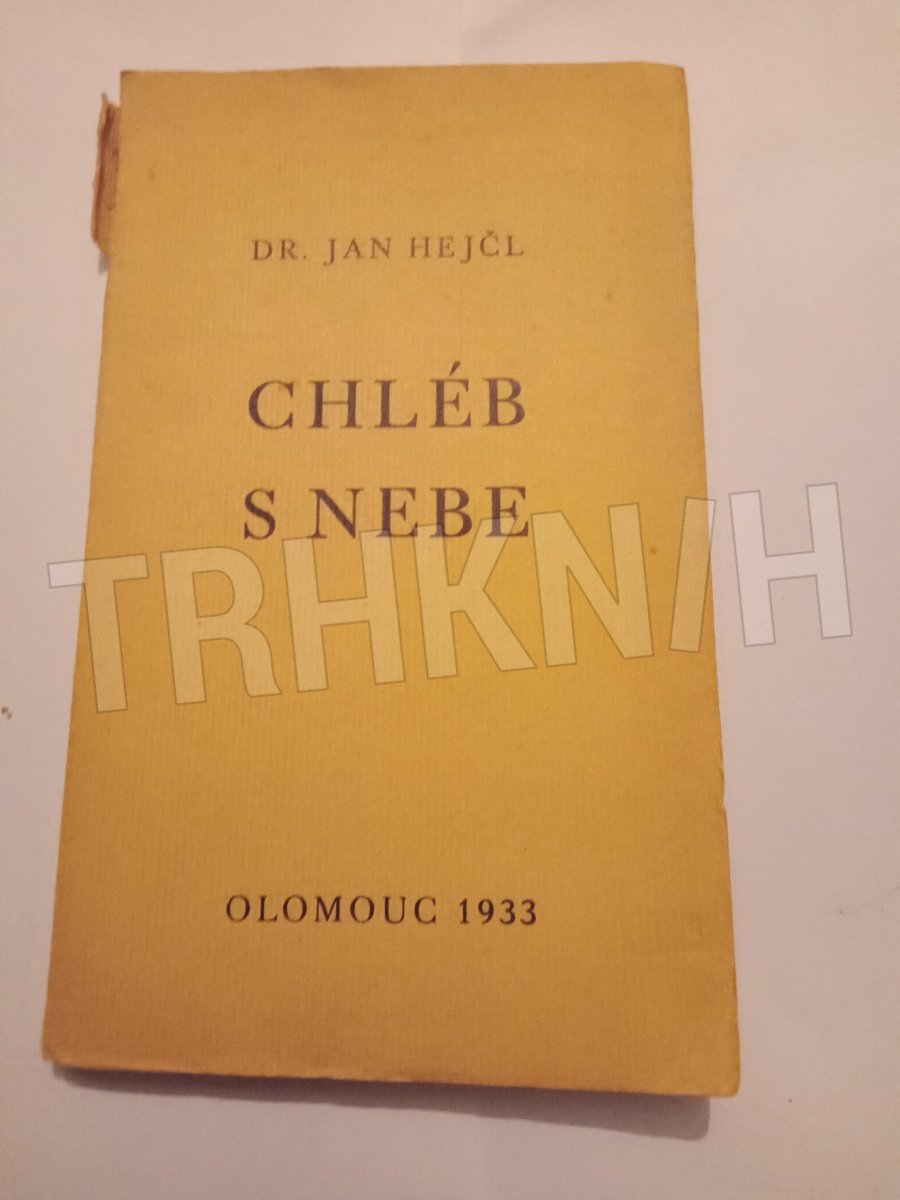 DR. JAN HEJČL
CHLÉB
S NEBE
TRHKNIH
OLOMOUC 1933